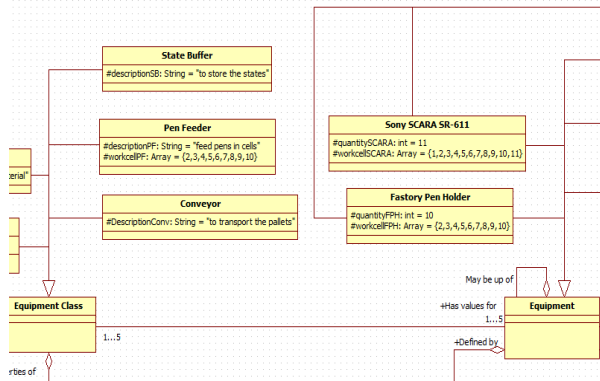 State Buffer
#descriptionSB: String = "to store the states"
Pen Feeder
#descriptionPF: String = "feed pens in cells"
#workcellPF: Array = {2,3,4,5,6,7,8,9,10}
Sony SCARA SR-611
#quantitySCARA: int = 11
#workcellSCARA: Array = {1,2,3,4,5,6,7,8,9,10,11}
terial"
Conveyor
#DescriptionConv: String = "to transport the pallets"
Fastory Pen Holder
#quantityFPH: int = 10
#workcellFPH: Array = {2,3,4,5,6,7,8,9,10}
May be up of
Equipment Class
+Has values for
Equipment
1...5
1...5
+Defined by
erties of